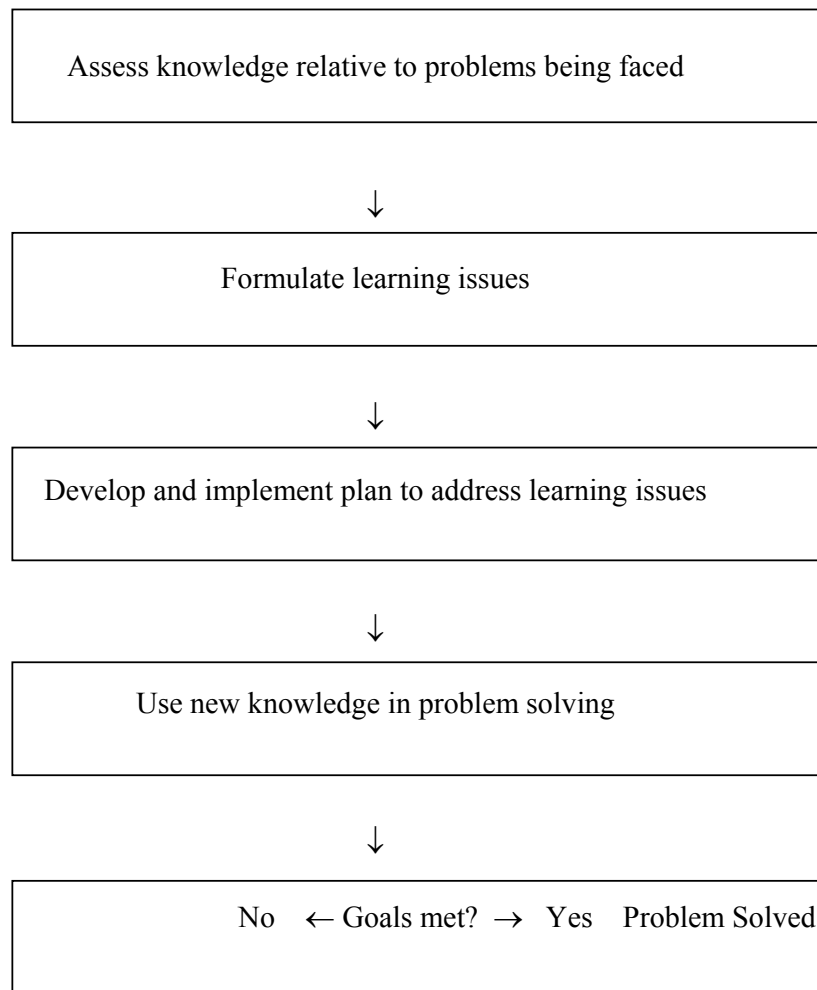 Assess knowledge relative to problems being faced
↓
Formulate learning issues
↓
Develop and implement plan to address learning issues
↓
Use new knowledge in problem solving
↓
No ← Goals met? → Yes Problem Solved